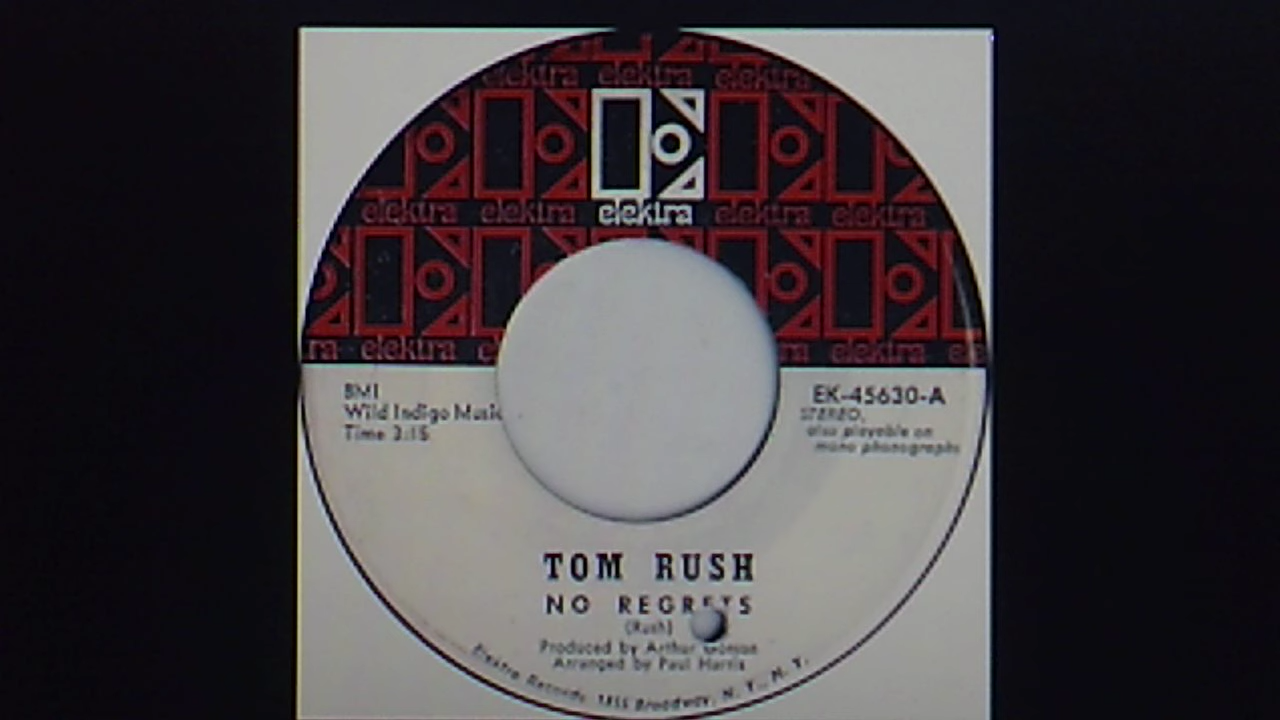 elektra elektra elektra
elektra elektra elektra elektra elektra
ra elektra e a elektra ele
BMI
Wild Indigo Music
Time 3:15
EK-45630-A
STEREO,
also playable on
mono phonographs
TOM RUSH
NO REGRETS
(Rush)
Produced by Arthur Gorson
Arranged by Paul Harris
Elektra Records, 1855 Broadway, N. Y., N. Y.